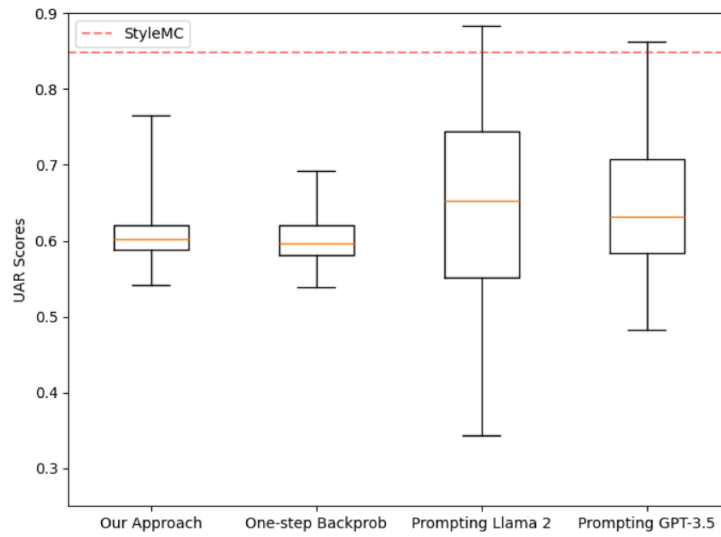 StyleMC
UAR Scores
0.9
0.8
0.7
0.6
0.5
0.4
0.3
Our Approach
One-step Backprob
Prompting Llama 2
Prompting GPT-3.5